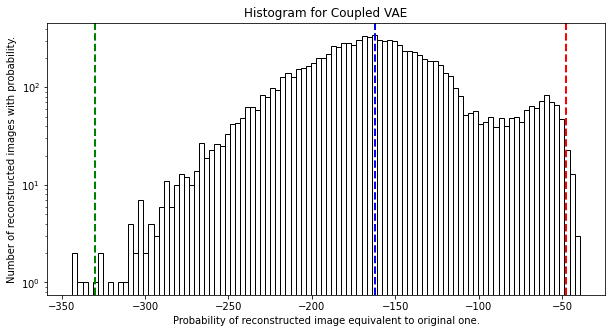 Histogram for Coupled VAE
Number of reconstructed images with probability.
10²
10¹
10⁰
−350 −300 −250 −200 −150 −100 −50
Probability of reconstructed image equivalent to original one.